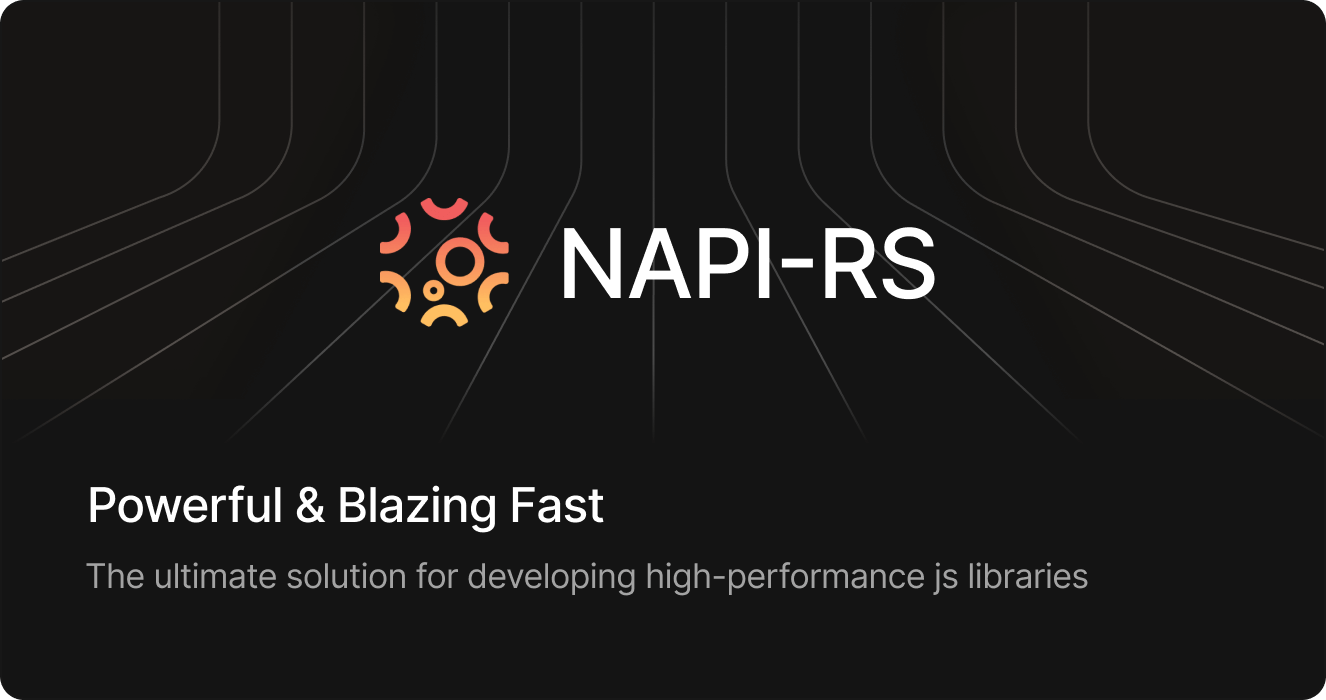 NAPI-RS
Powerful & Blazing Fast
The ultimate solution for developing high-performance js libraries